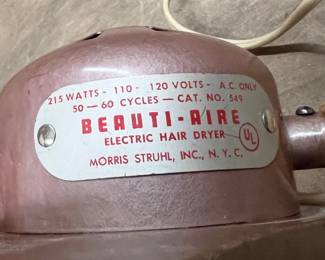 215 WATTS - 110 - 120 VOLTS - A.C. ONLY
50 — 60 CYCLES — CAT. NO. 549
BEAUTI-AIRE
ELECTRIC HAIR DRYER
UL
MORRIS STRUHL, INC., N. Y. C.